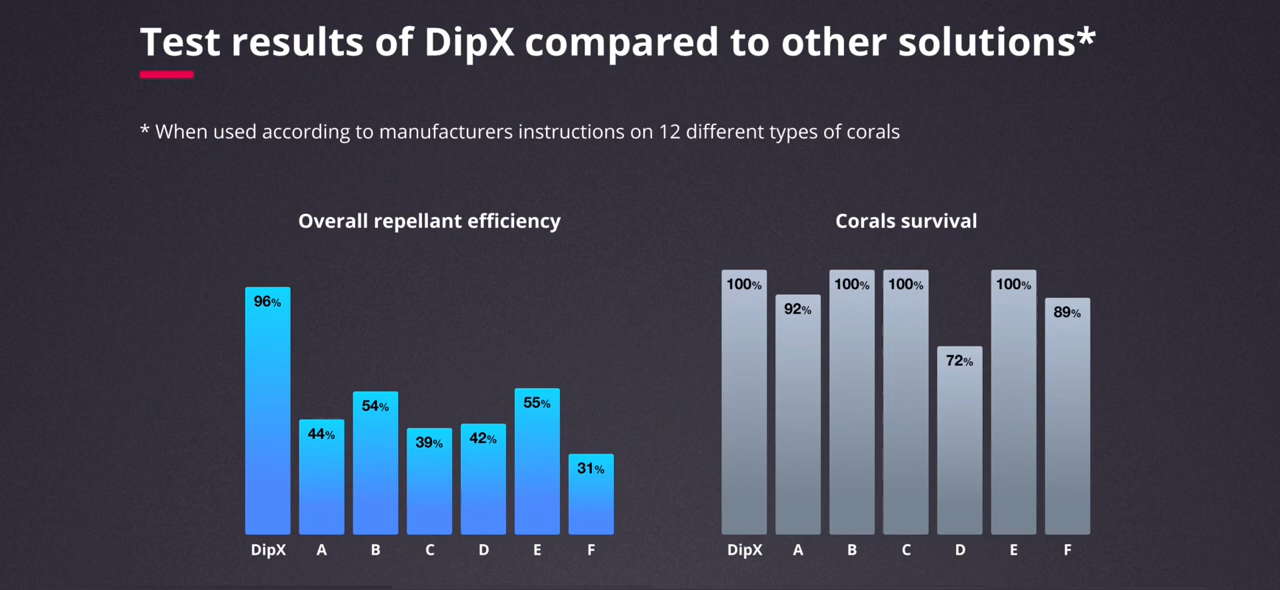 Test results of DipX compared to other solutions*
* When used according to manufacturers instructions on 12 different types of corals
Overall repellant efficiency
96%
44%
54%
39%
42%
55%
31%
DipX A B C D E F
Corals survival
100%
92%
100%
100%
72%
100%
89%
DipX A B C D E F